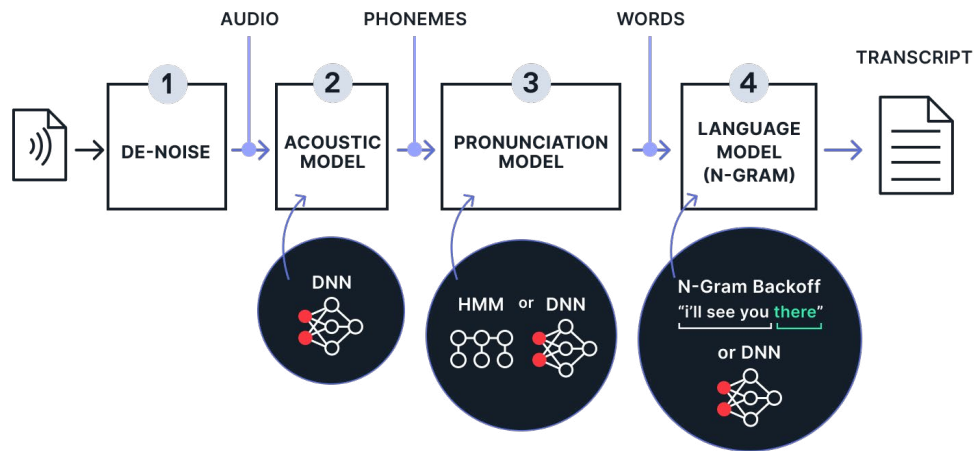 AUDIO
PHONEMES
WORDS
TRANSCRIPT
1
2
3
4
DE-NOISE
ACOUSTIC
MODEL
PRONUNCIATION
MODEL
LANGUAGE
MODEL
(N-GRAM)
DNN
HMM or DNN
N-Gram Backoff
“i’ll see you there”
or DNN